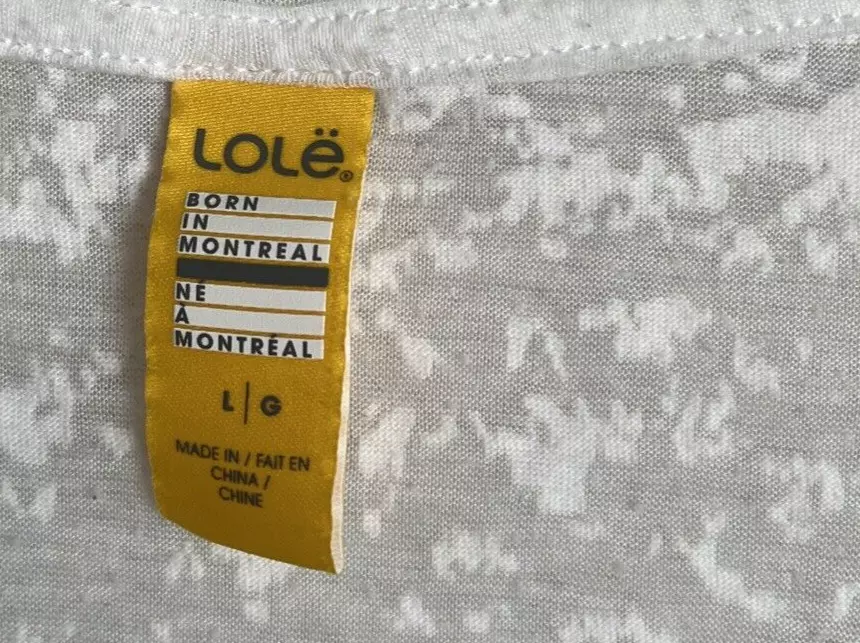 Lolë®
BORN
IN
MONTREAL
NÉ
À
MONTRÉAL
L | G
MADE IN / FAIT EN
CHINA /
CHINE